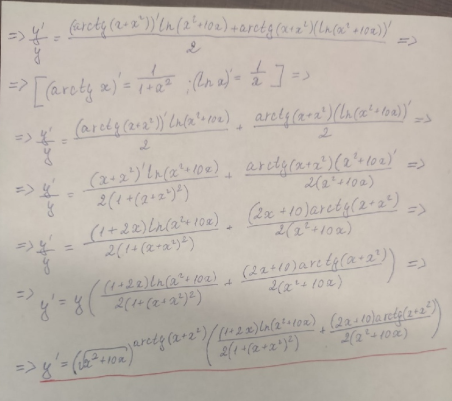 => y'/y = ((arctg(x+x²))' ln(x²+10x) + arctg(x+x²)(ln(x²+10x))')/2 =>
=> [(arctg x)' = 1/(1+x²) ; (ln x)' = 1/x] =>
=> y'/y = ((arctg(x+x²))' ln(x²+10x))/2 + (arctg(x+x²)(ln(x²+10x))')/2 =>
=> y'/y = ((x+x²)' ln(x²+10x))/(2(1+(x+x²)²)) + (arctg(x+x²)(x²+10x)')/(2(x²+10x)) =>
=> y'/y = ((1+2x)ln(x²+10x))/(2(1+(x+x²)²)) + ((2x+10)arctg(x+x²))/(2(x²+10x)) =>
=> y' = y(((1+2x)ln(x²+10x))/(2(1+(x+x²)²)) + ((2x+10)arctg(x+x²))/(2(x²+10x))) =>
=> y' = (√(x²+10x))^(arctg(x+x²)) (((1+2x)ln(x²+10x))/(2(1+(x+x²)²)) + ((2x+10)arctg(x+x²))/(2(x²+10x)))